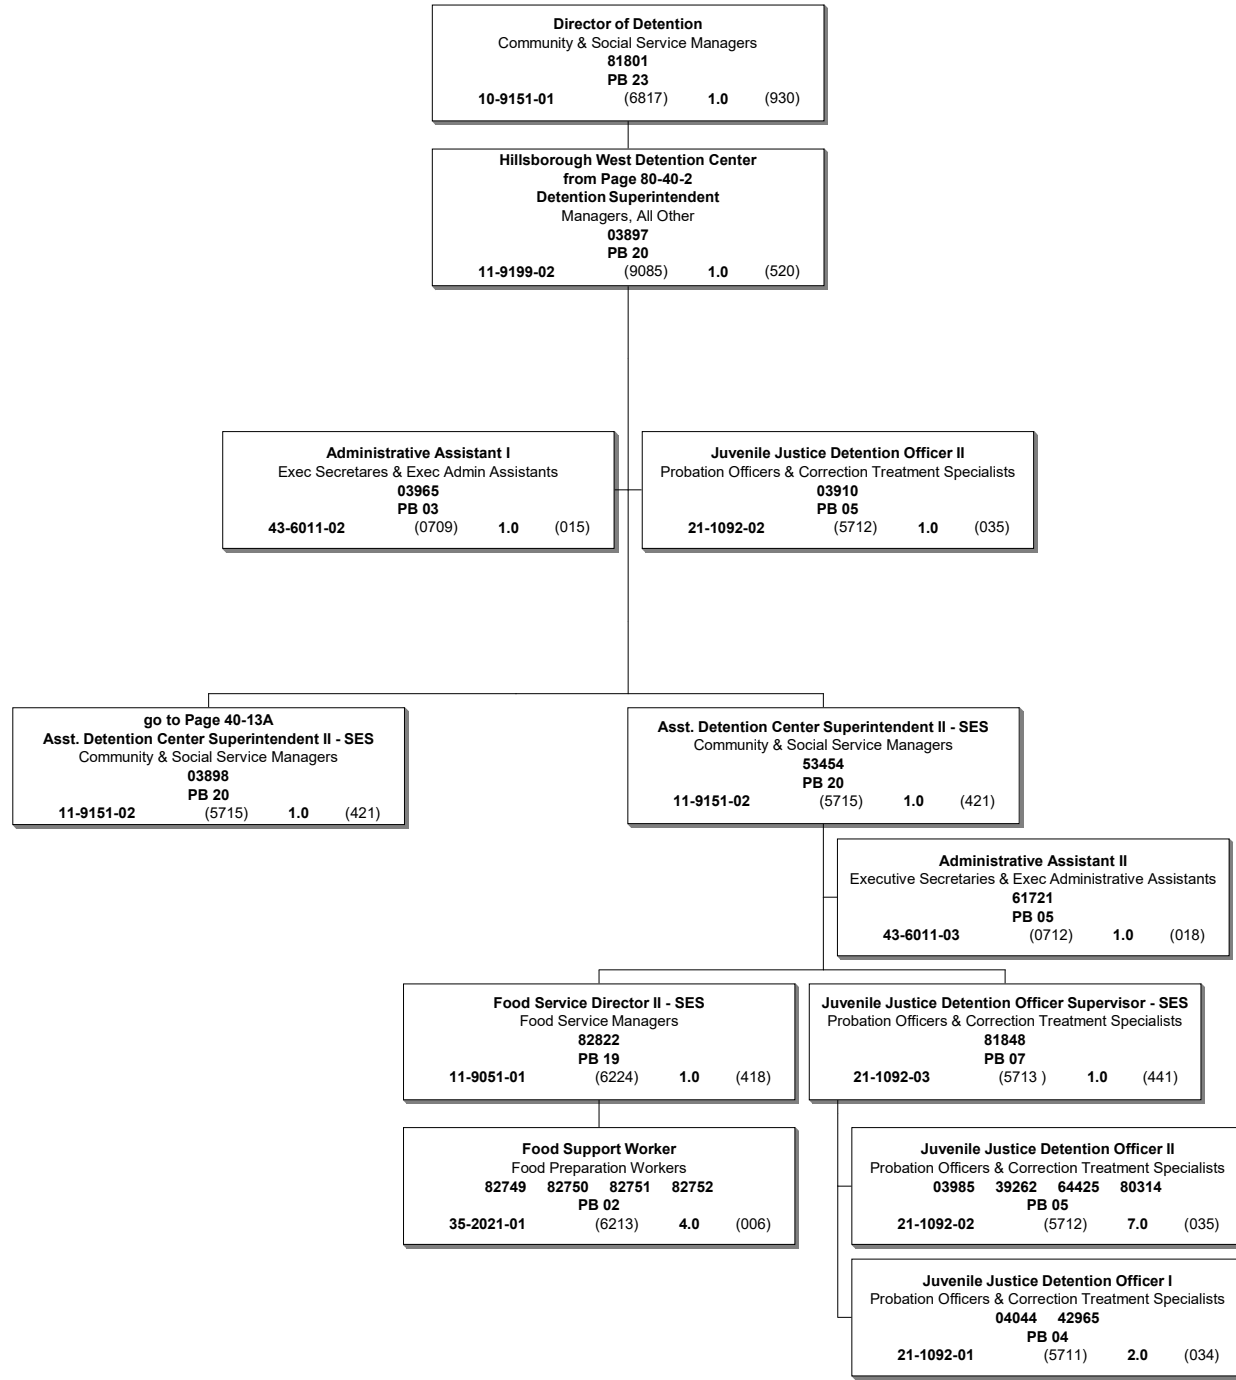 Director of Detention
Community & Social Service Managers
81801
PB 23
10-9151-01 (6817) 1.0 (930)
Hillsborough West Detention Center
from Page 80-40-2
Detention Superintendent
Managers, All Other
03897
PB 20
11-9199-02 (9085) 1.0 (520)
Administrative Assistant I
Exec Secretares & Exec Admin Assistants
03965
PB 03
43-6011-02 (0709) 1.0 (015)
Juvenile Justice Detention Officer II
Probation Officers & Correction Treatment Specialists
03910
PB 05
21-1092-02 (5712) 1.0 (035)
go to Page 40-13A
Asst. Detention Center Superintendent II - SES
Community & Social Service Managers
03898
PB 20
11-9151-02 (5715) 1.0 (421)
Asst. Detention Center Superintendent II - SES
Community & Social Service Managers
53454
PB 20
11-9151-02 (5715) 1.0 (421)
Administrative Assistant II
Executive Secretaries & Exec Administrative Assistants
61721
PB 05
43-6011-03 (0712) 1.0 (018)
Food Service Director II - SES
Food Service Managers
82822
PB 19
11-9051-01 (6224) 1.0 (418)
Juvenile Justice Detention Officer Supervisor - SES
Probation Officers & Correction Treatment Specialists
81848
PB 07
21-1092-03 (5713 ) 1.0 (441)
Food Support Worker
Food Preparation Workers
82749 82750 82751 82752
PB 02
35-2021-01 (6213) 4.0 (006)
Juvenile Justice Detention Officer II
Probation Officers & Correction Treatment Specialists
03985 39262 64425 80314
PB 05
21-1092-02 (5712) 7.0 (035)
Juvenile Justice Detention Officer I
Probation Officers & Correction Treatment Specialists
04044 42965
PB 04
21-1092-01 (5711) 2.0 (034)